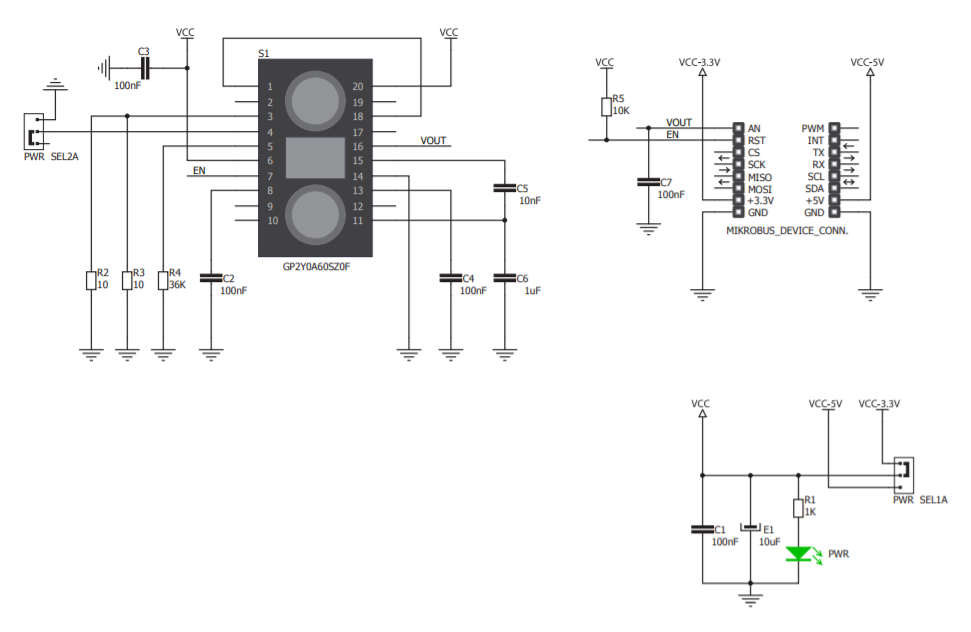 VCC
C3
100nF
S1
VCC
1
2
3
4
5
6
7
8
9
10
20
19
18
17
16
15
14
13
12
11
PWR SEL2A
EN
VOUT
C5
10nF
GP2Y0A60SZ0F
R2
10
R3
10
R4
36K
C2
100nF
C4
100nF
C6
1uF
VCC
R5
10K
VCC-3.3V
VCC-5V
VOUT
EN
C7
100nF
AN
RST
CS
SCK
MISO
MOSI
+3.3V
GND
PWM
INT
TX
RX
SCL
SDA
+5V
GND
MIKROBUS_DEVICE_CONN.
VCC
VCC-5V
VCC-3.3V
PWR SEL1A
C1
100nF
E1
10uF
R1
1K
PWR